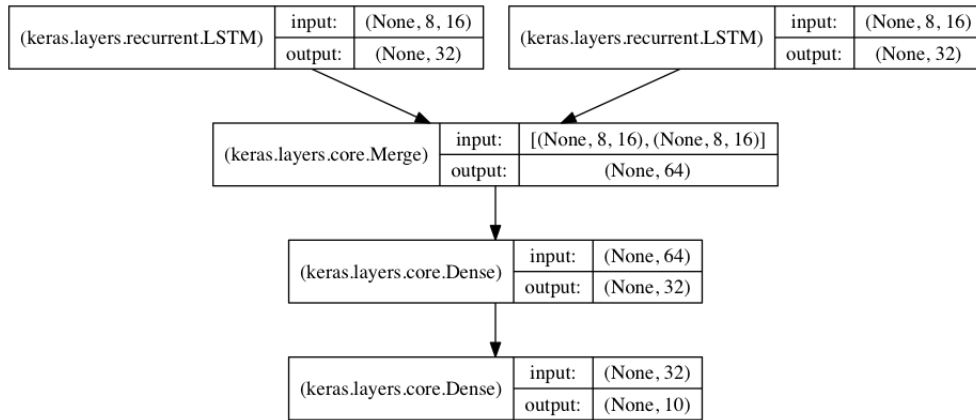 (keras.layers.recurrent.LSTM) input: (None, 8, 16) output: (None, 32)
(keras.layers.recurrent.LSTM) input: (None, 8, 16) output: (None, 32)
(keras.layers.core.Merge) input: [(None, 8, 16), (None, 8, 16)] output: (None, 64)
(keras.layers.core.Dense) input: (None, 64) output: (None, 32)
(keras.layers.core.Dense) input: (None, 32) output: (None, 10)